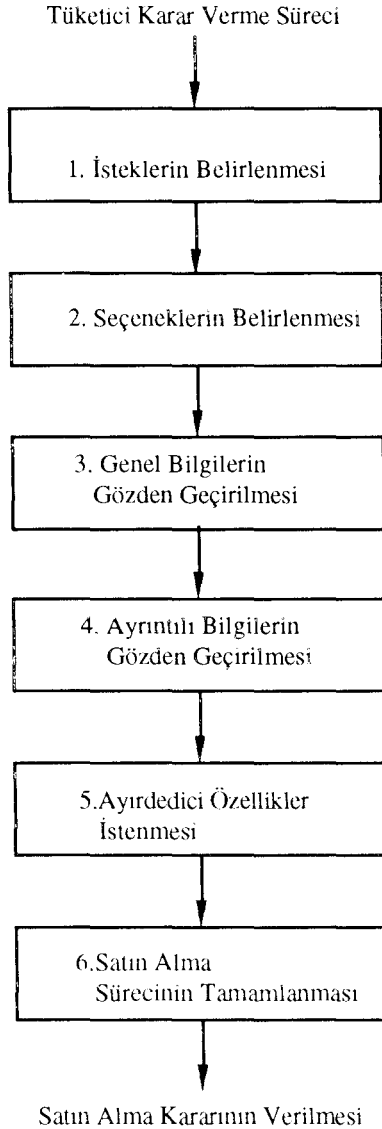 Tüketici Karar Verme Süreci
1. İsteklerin Belirlenmesi
2. Seçeneklerin Belirlenmesi
3. Genel Bilgilerin
Gözden Geçirilmesi
4. Ayrıntılı Bilgilerin
Gözden Geçirilmesi
5.Ayırdedici Özellikler
İstenmesi
6.Satın Alma
Sürecinin Tamamlanması
Satın Alma Kararının Verilmesi